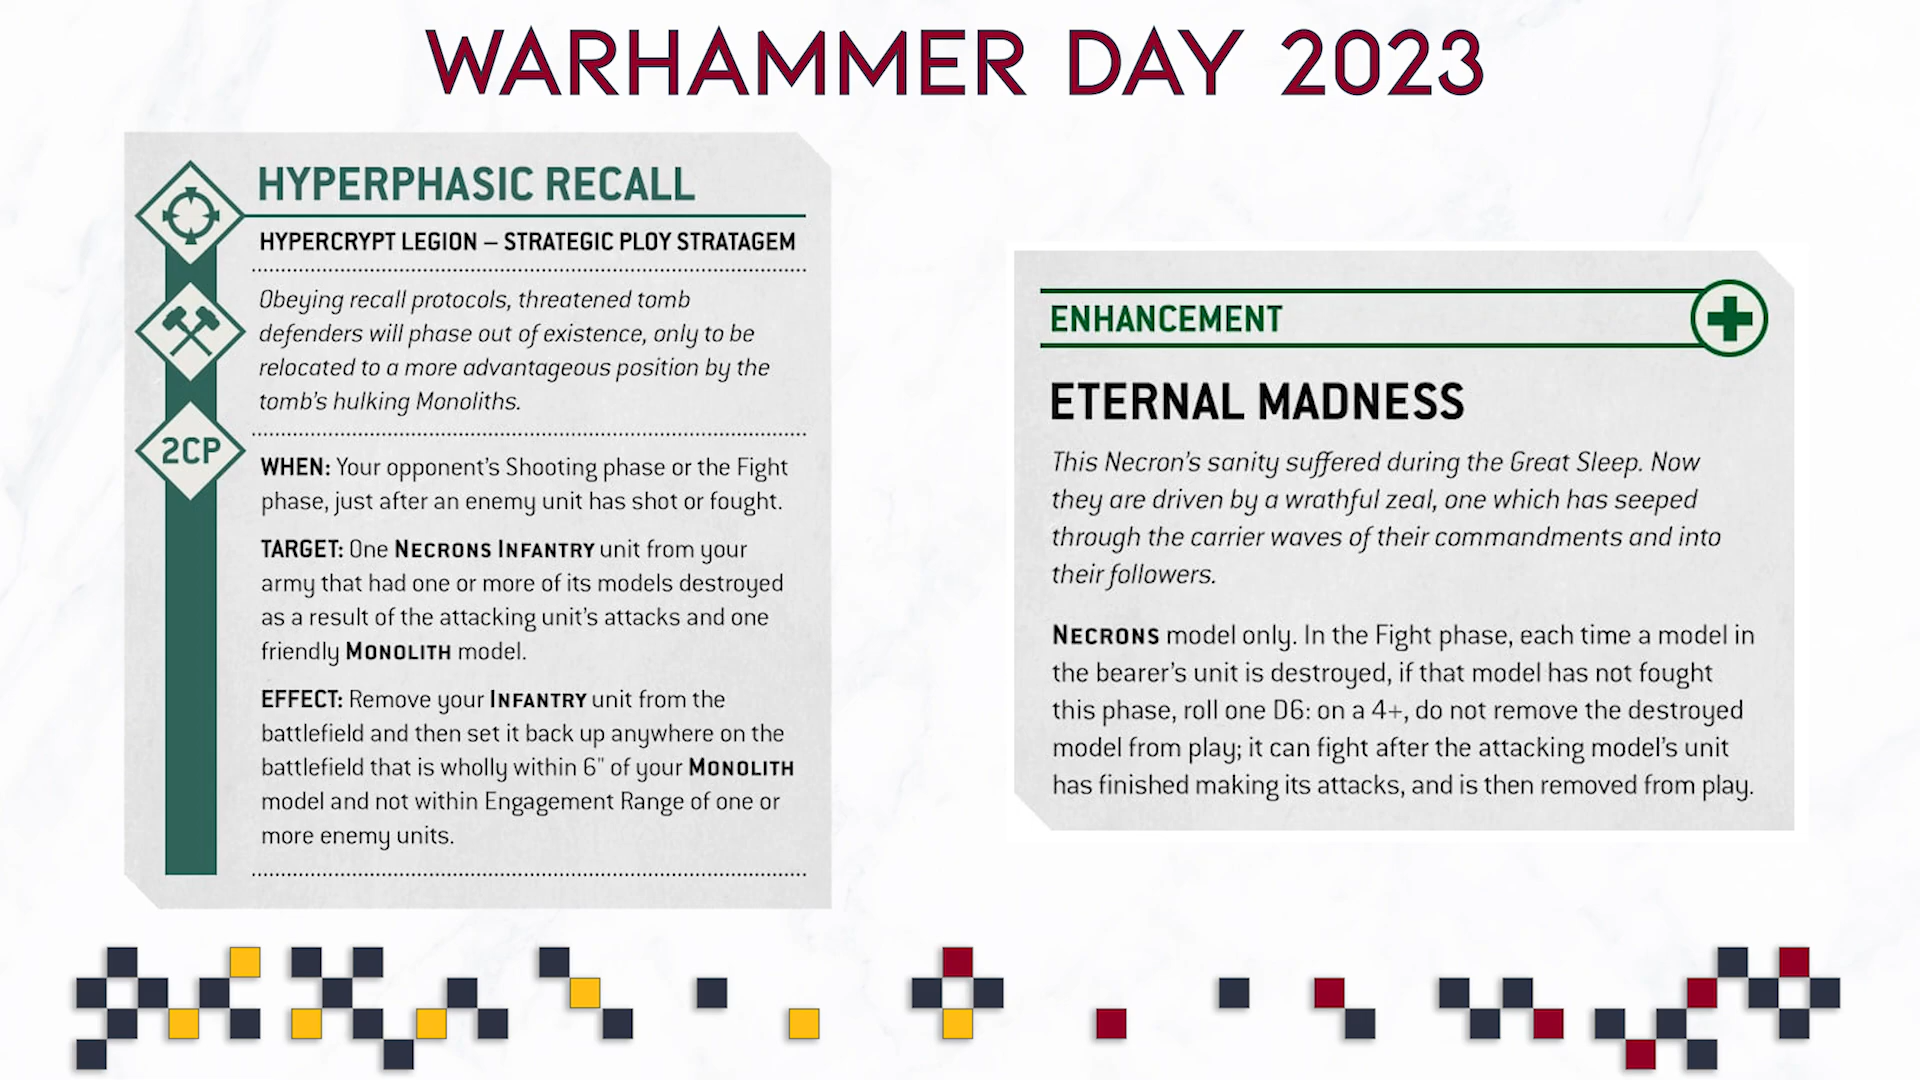 WARHAMMER DAY 2023
HYPERPHASIC RECALL
HYPERCRYPT LEGION – STRATEGIC PLOY STRATAGEM
Obeying recall protocols, threatened tomb
defenders will phase out of existence, only to be
relocated to a more advantageous position by the
tomb's hulking Monoliths.
2CP
WHEN: Your opponent's Shooting phase or the Fight
phase, just after an enemy unit has shot or fought.
TARGET: One NECRONS INFANTRY unit from your
army that had one or more of its models destroyed
as a result of the attacking unit's attacks and one
friendly MONOLITH model.
EFFECT: Remove your INFANTRY unit from the
battlefield and then set it back up anywhere on the
battlefield that is wholly within 6" of your MONOLITH
model and not within Engagement Range of one or
more enemy units.
ENHANCEMENT
ETERNAL MADNESS
This Necron's sanity suffered during the Great Sleep. Now
they are driven by a wrathful zeal, one which has seeped
through the carrier waves of their commandments and into
their followers.
NECRONS model only. In the Fight phase, each time a model in
the bearer's unit is destroyed, if that model has not fought
this phase, roll one D6: on a 4+, do not remove the destroyed
model from play; it can fight after the attacking model's unit
has finished making its attacks, and is then removed from play.